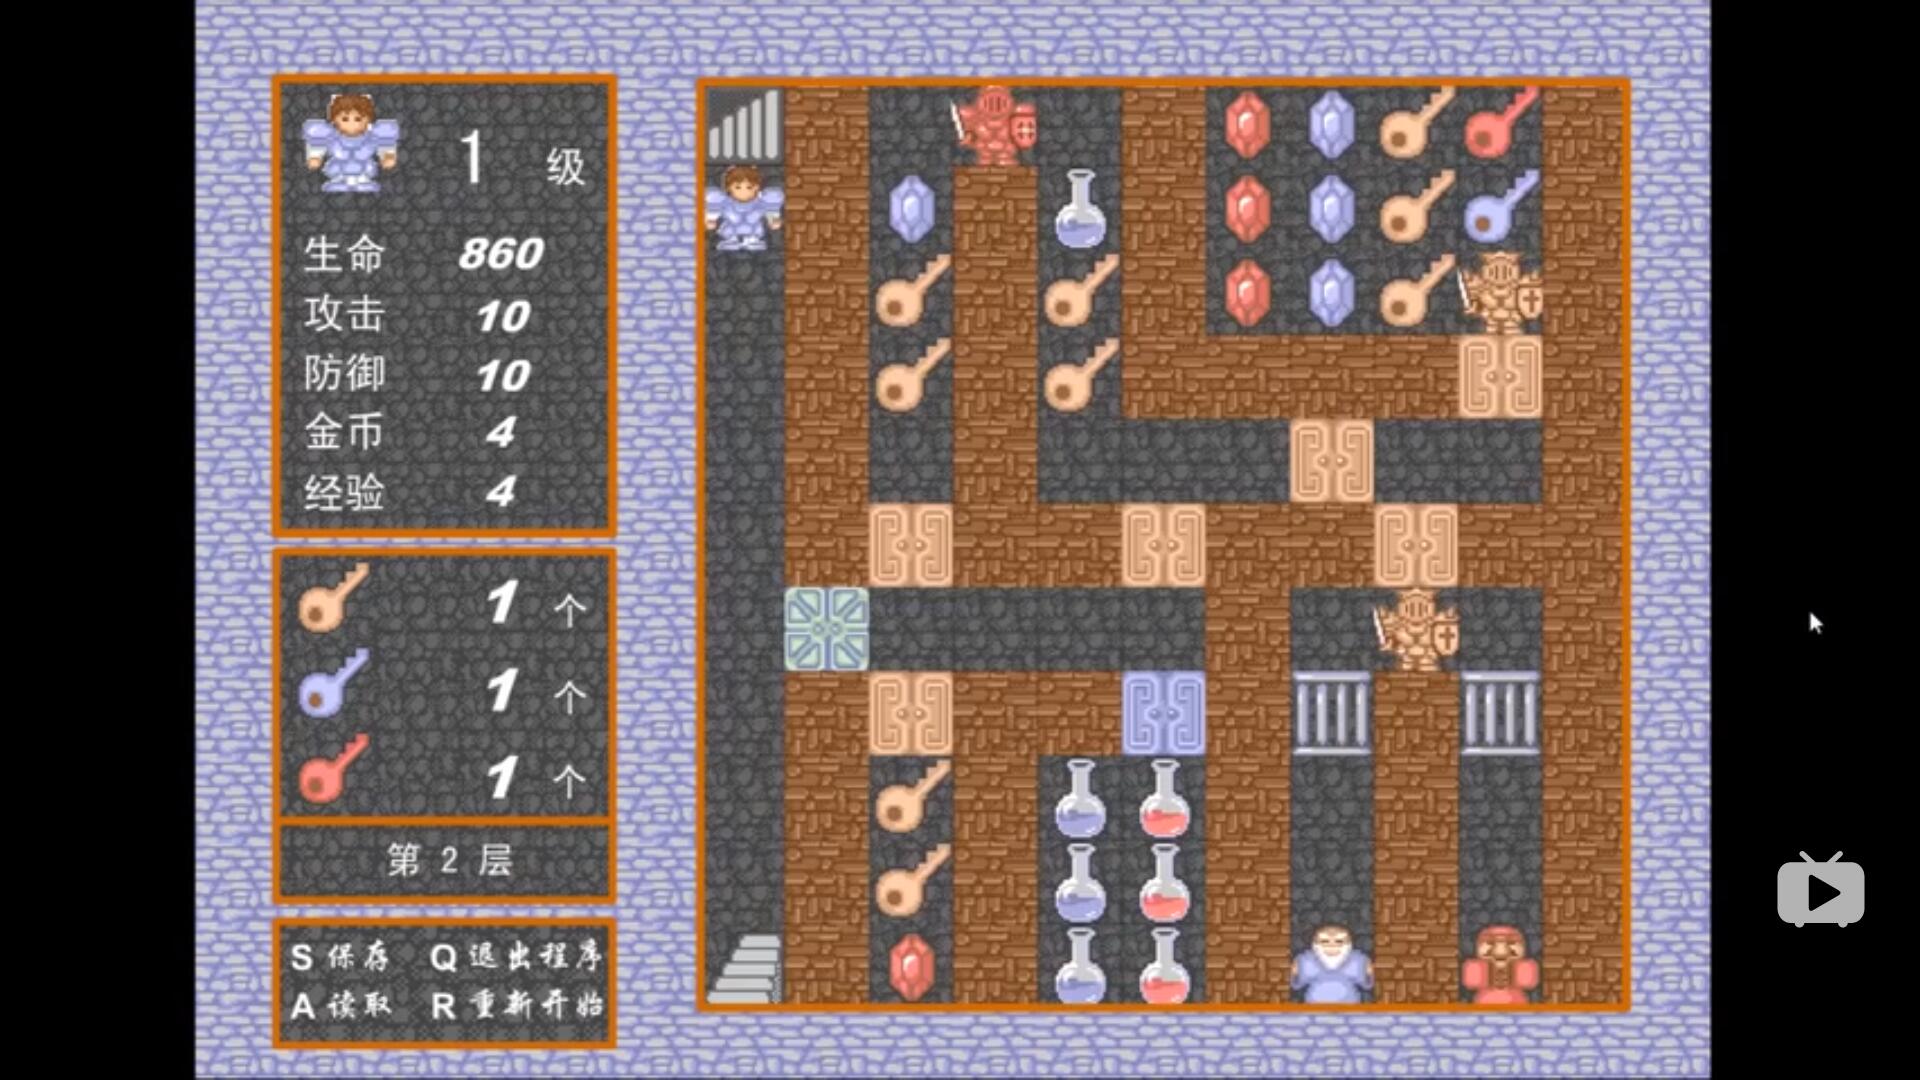 1 级
生命 860
攻击 10
防御 10
金币 4
经验 4
1 个
1 个
1 个
第 2 层
S 保存 Q 退出程序
A 读取 R 重新开始